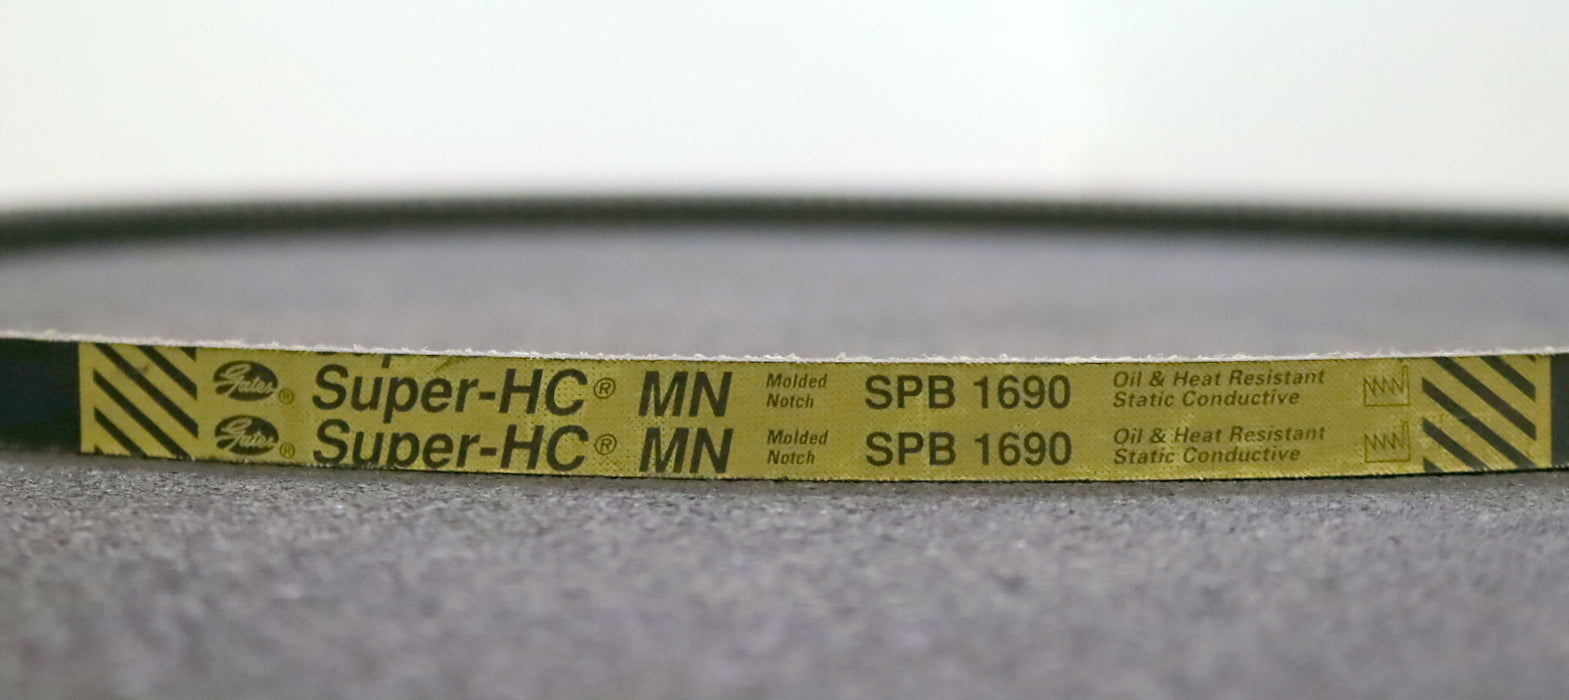 Gates® Super-HC® MN Molded Notch SPB 1690 Oil & Heat Resistant Static Conductive
Gates® Super-HC® MN Molded Notch SPB 1690 Oil & Heat Resistant Static Conductive